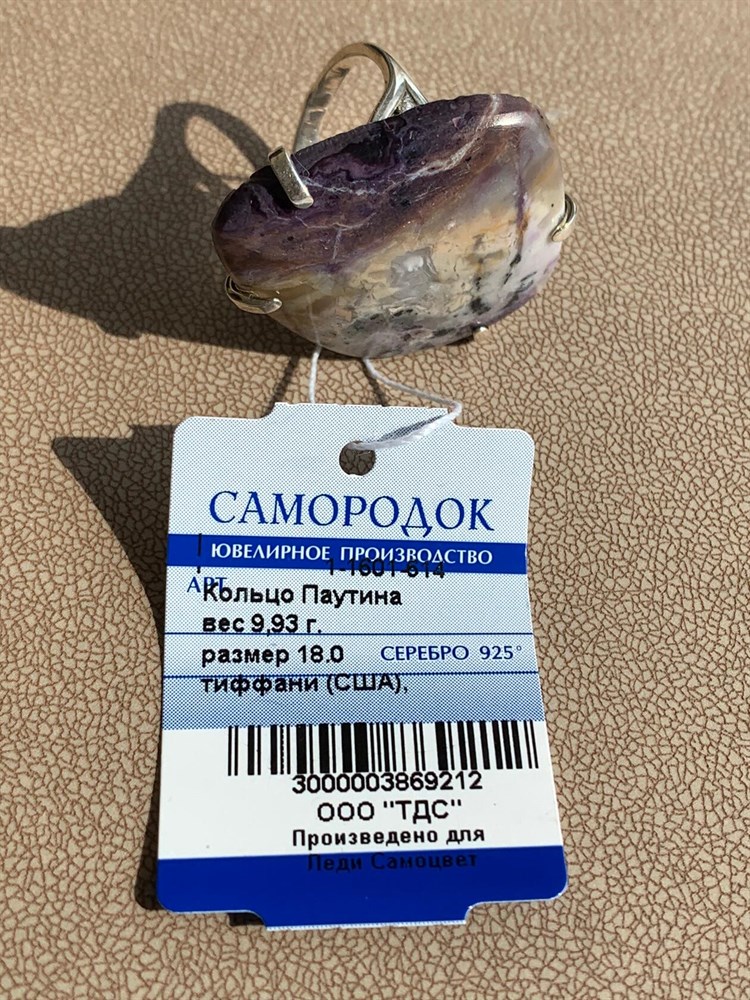 САМОРОДОК
ЮВЕЛИРНОЕ ПРОИЗВОДСТВО
1-1601-614
АРТ
Кольцо Паутина
вес 9,93 г.
размер 18.0 СЕРЕБРО 925°
тиффани (США),
3000003869212
ООО "ТДС"
Произведено для
Леди Самоцвет